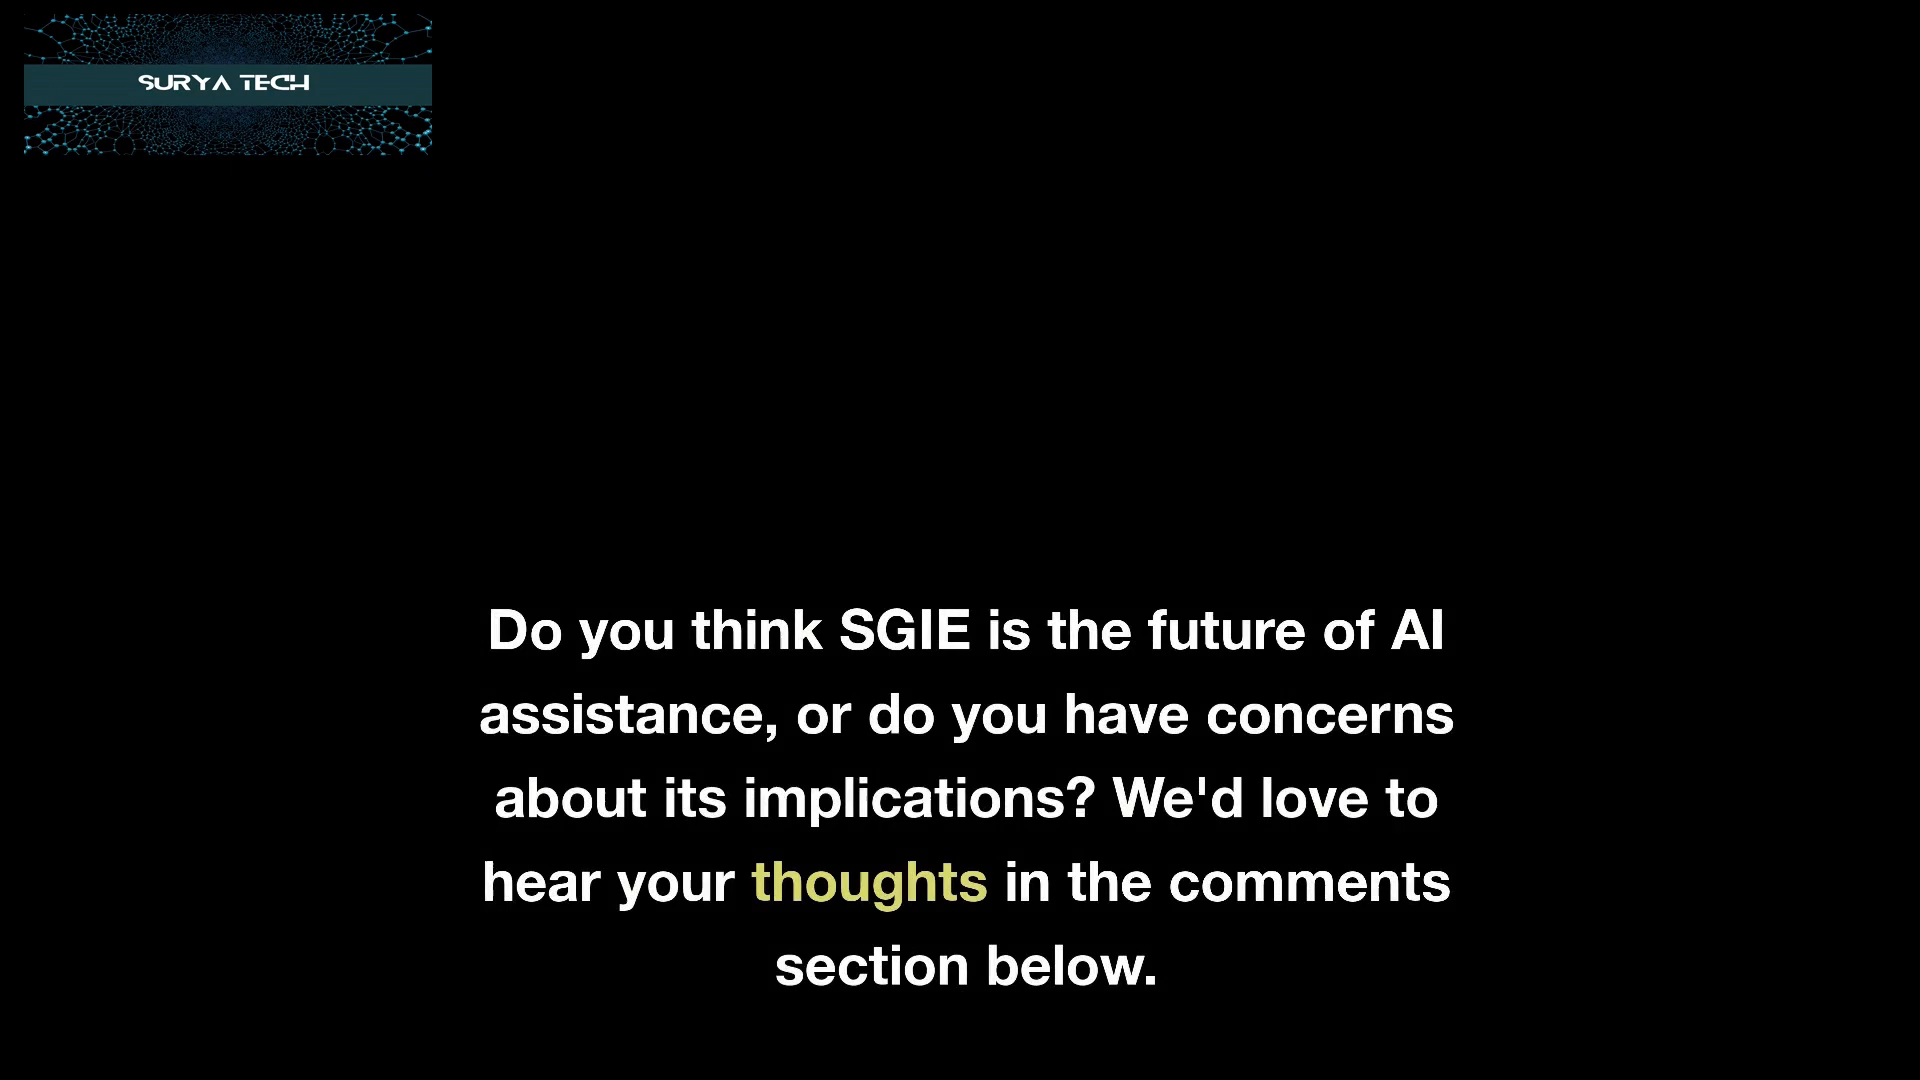 SURYA TECH
Do you think SGIE is the future of AI
assistance, or do you have concerns
about its implications? We'd love to
hear your thoughts in the comments
section below.